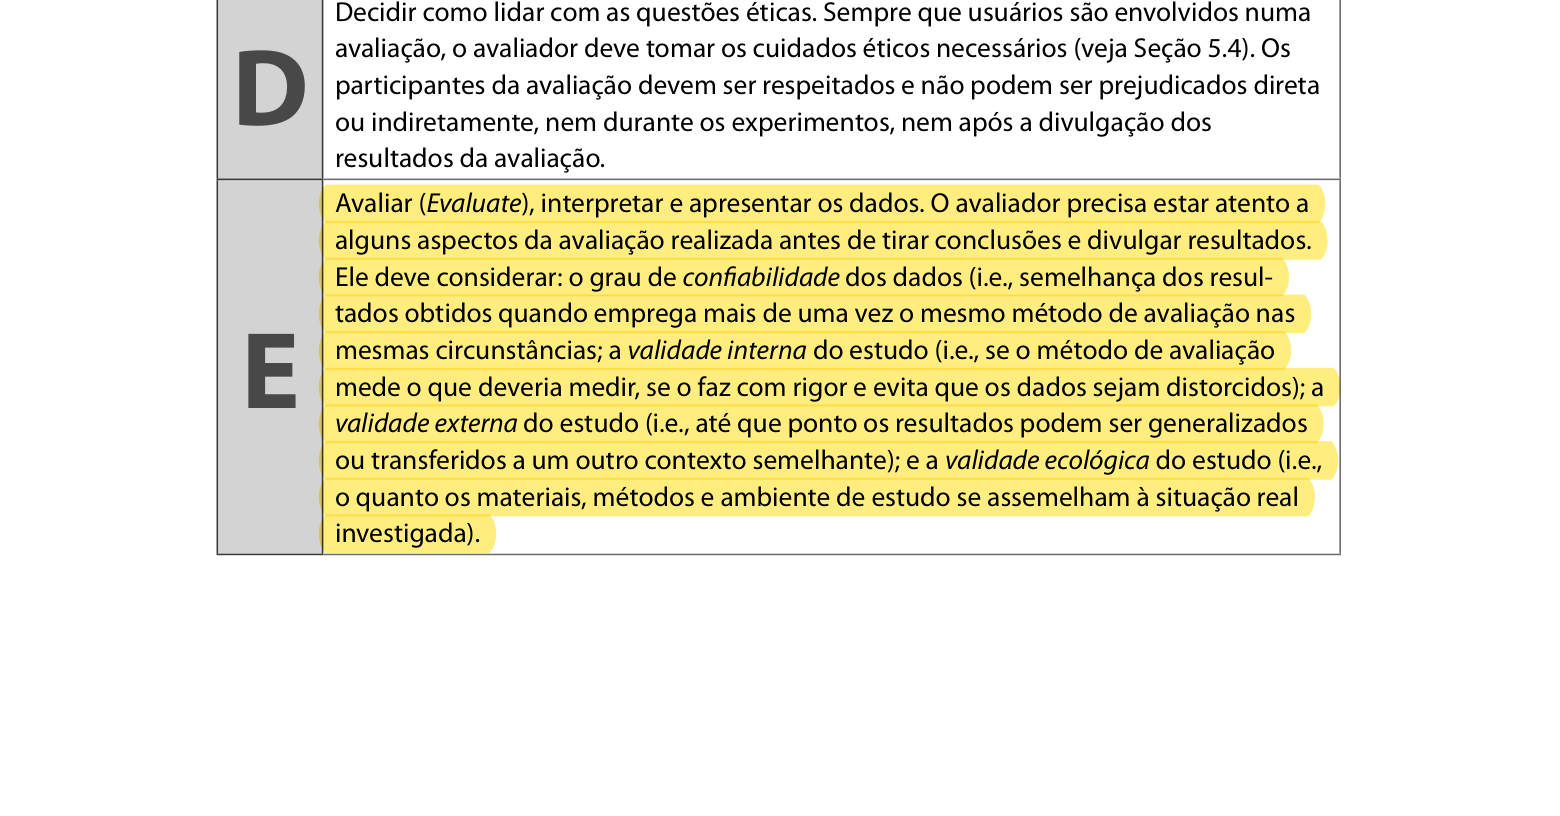 D
Decidir como lidar com as questões éticas. Sempre que usuários são envolvidos numa
avaliação, o avaliador deve tomar os cuidados éticos necessários (veja Seção 5.4). Os
participantes da avaliação devem ser respeitados e não podem ser prejudicados direta
ou indiretamente, nem durante os experimentos, nem após a divulgação dos
resultados da avaliação.
E
Avaliar (Evaluate), interpretar e apresentar os dados. O avaliador precisa estar atento a
alguns aspectos da avaliação realizada antes de tirar conclusões e divulgar resultados.
Ele deve considerar: o grau de confiabilidade dos dados (i.e., semelhança dos resul-
tados obtidos quando emprega mais de uma vez o mesmo método de avaliação nas
mesmas circunstâncias; a validade interna do estudo (i.e., se o método de avaliação
mede o que deveria medir, se o faz com rigor e evita que os dados sejam distorcidos); a
validade externa do estudo (i.e., até que ponto os resultados podem ser generalizados
ou transferidos a um outro contexto semelhante); e a validade ecológica do estudo (i.e.,
o quanto os materiais, métodos e ambiente de estudo se assemelham à situação real
investigada).